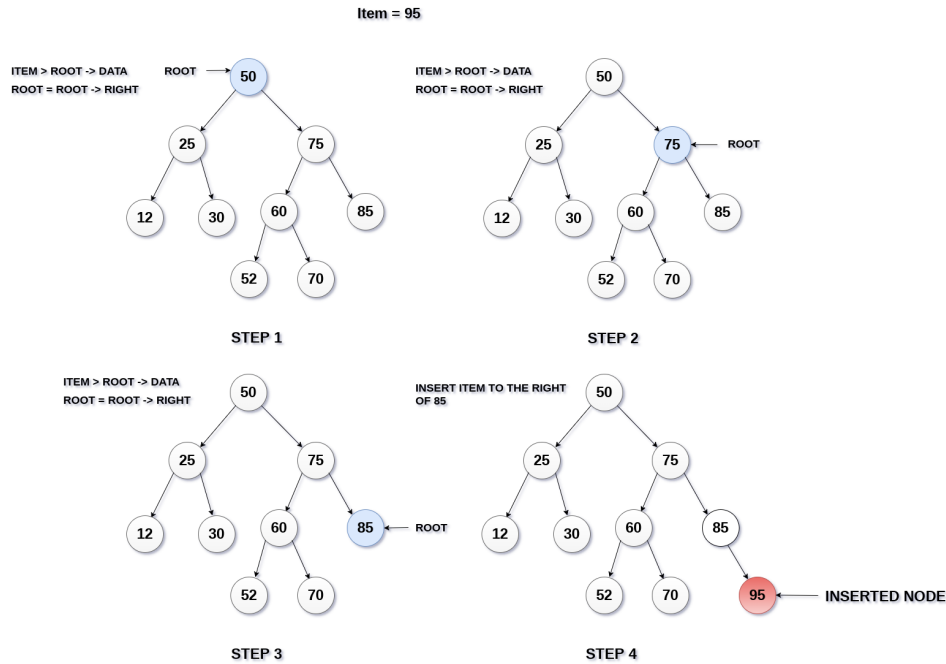 Item = 95
ITEM > ROOT -> DATA
ROOT = ROOT -> RIGHT
ROOT
50
25
75
12
30
60
85
52
70
STEP 1
ITEM > ROOT -> DATA
ROOT = ROOT -> RIGHT
50
25
75
ROOT
12
30
60
85
52
70
STEP 2
ITEM > ROOT -> DATA
ROOT = ROOT -> RIGHT
50
25
75
12
30
60
85
ROOT
52
70
STEP 3
INSERT ITEM TO THE RIGHT
OF 85
50
25
75
12
30
60
85
52
70
95
INSERTED NODE
STEP 4